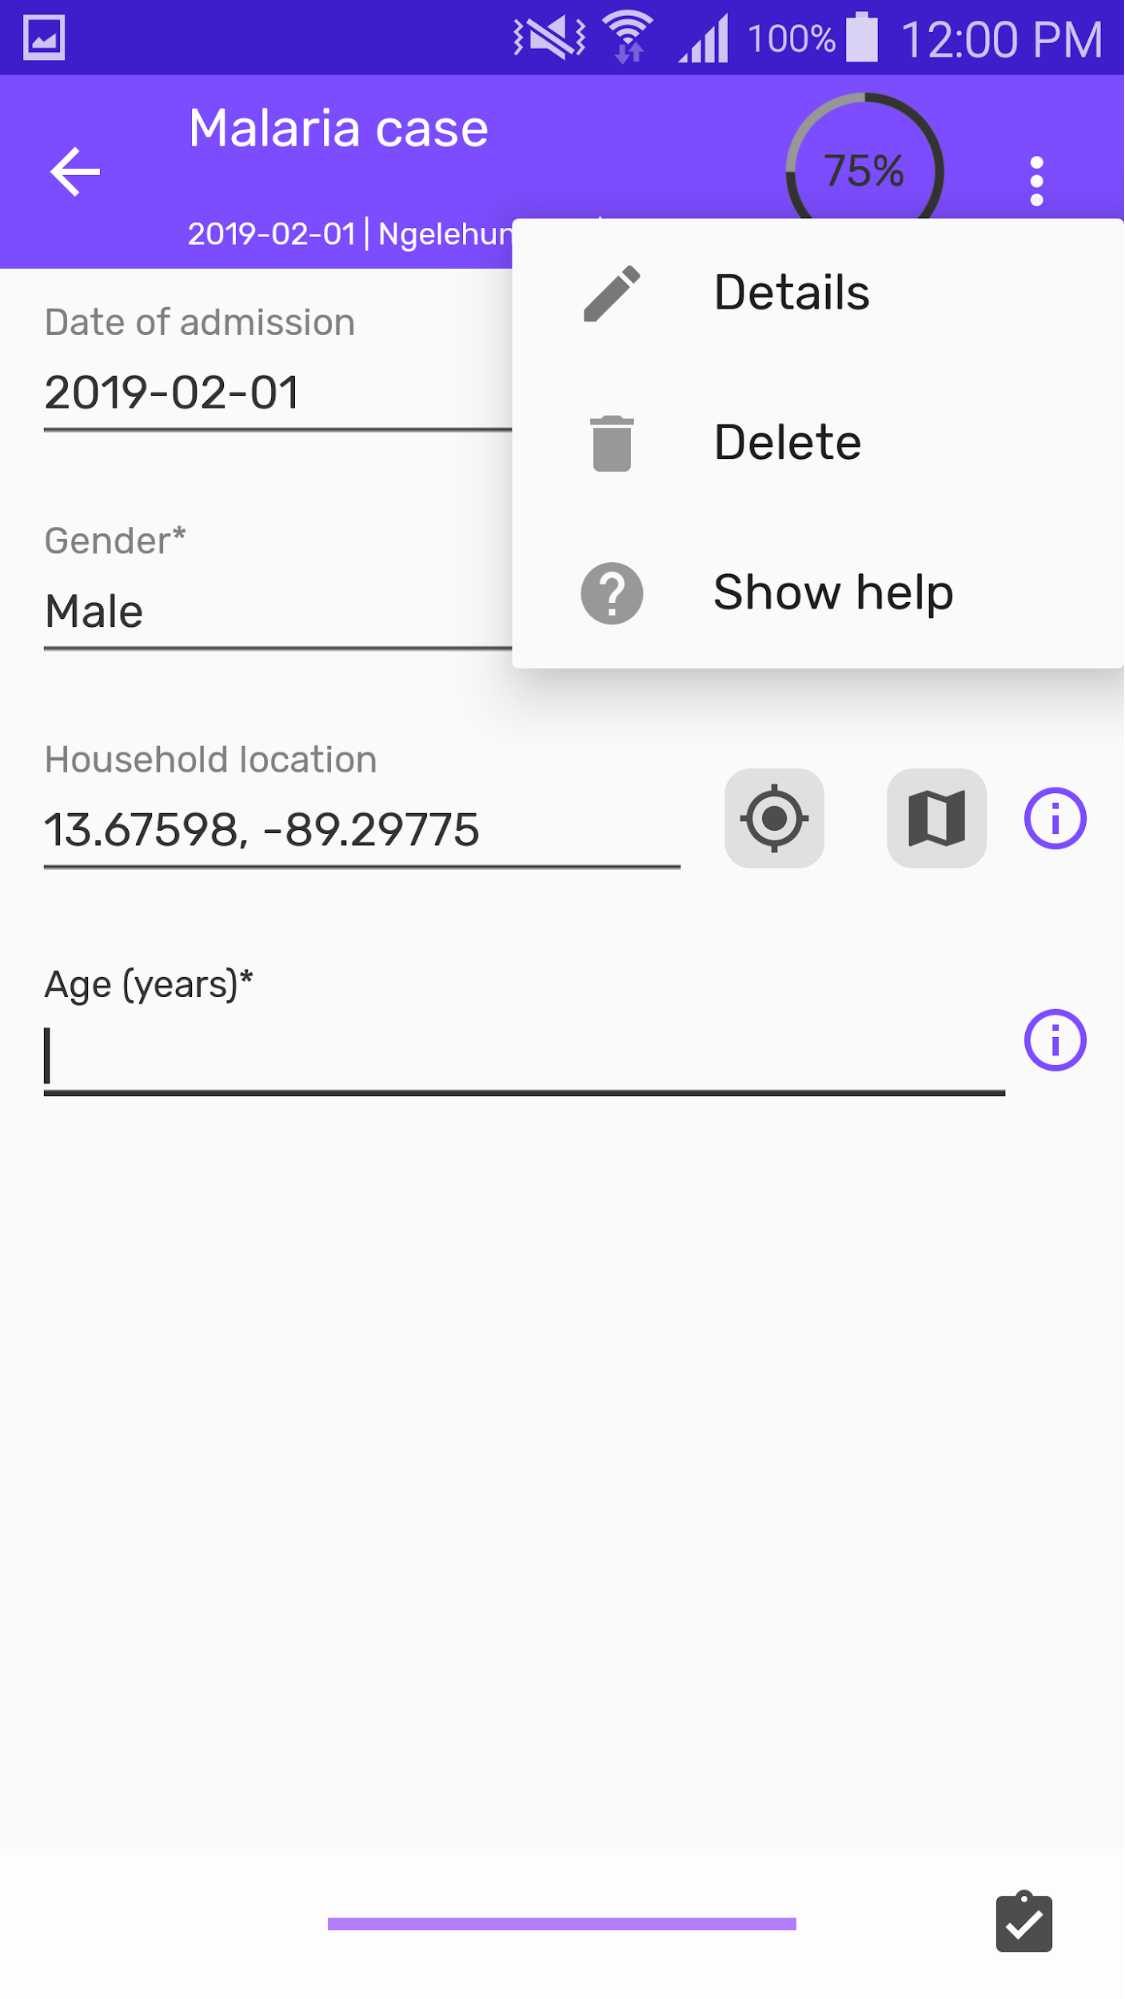 100% 12:00 PM
Malaria case
75%
2019-02-01 | Ngelehun
Details
Delete
Show help
Date of admission
2019-02-01
Gender*
Male
Household location
13.67598, -89.29775
Age (years)*